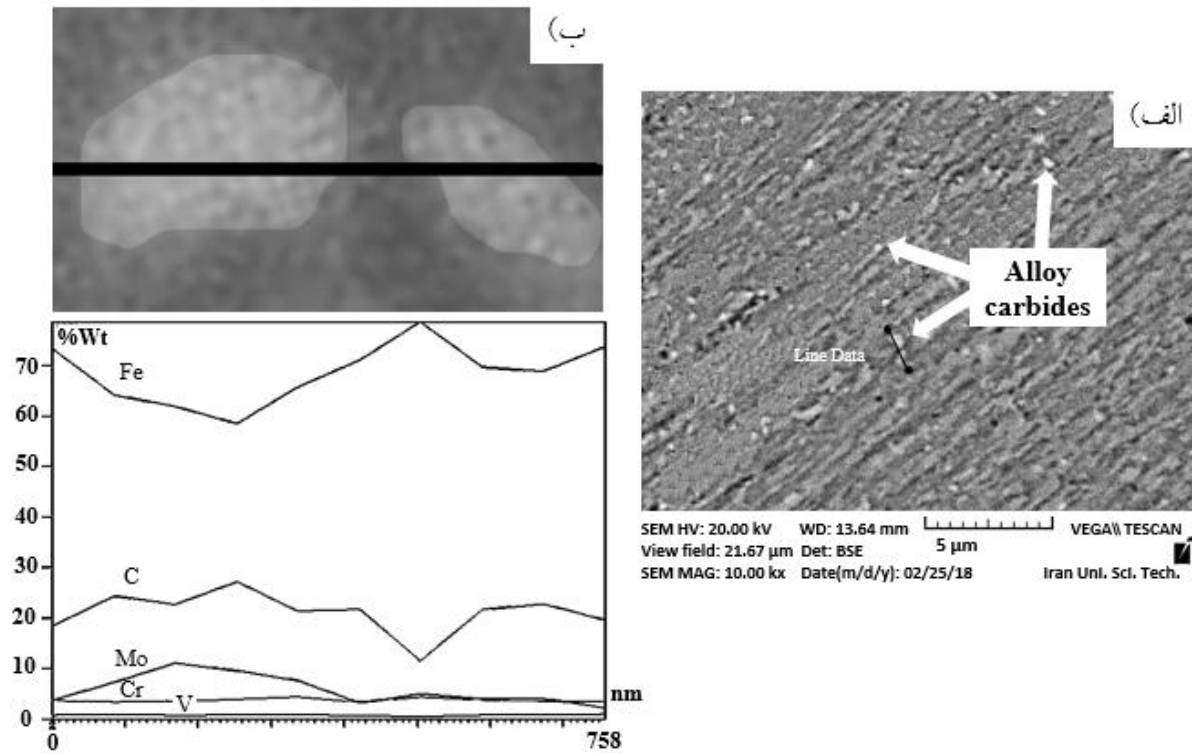 ب)
%Wt
70
60
50
40
30
20
10
0
Fe
C
Mo
Cr
V
nm
0
758
الف)
Alloy
carbides
Line Data
SEM HV: 20.00 kV WD: 13.64 mm VEGA\\ TESCAN
View field: 21.67 µm Det: BSE 5 µm
SEM MAG: 10.00 kx Date(m/d/y): 02/25/18 Iran Uni. Sci. Tech.